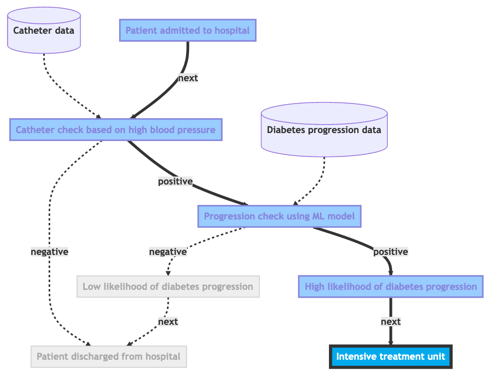 Catheter data
Patient admitted to hospital
next
Catheter check based on high blood pressure
Diabetes progression data
positive
Progression check using ML model
negative
negative
positive
Low likelihood of diabetes progression
High likelihood of diabetes progression
next
next
Patient discharged from hospital
Intensive treatment unit